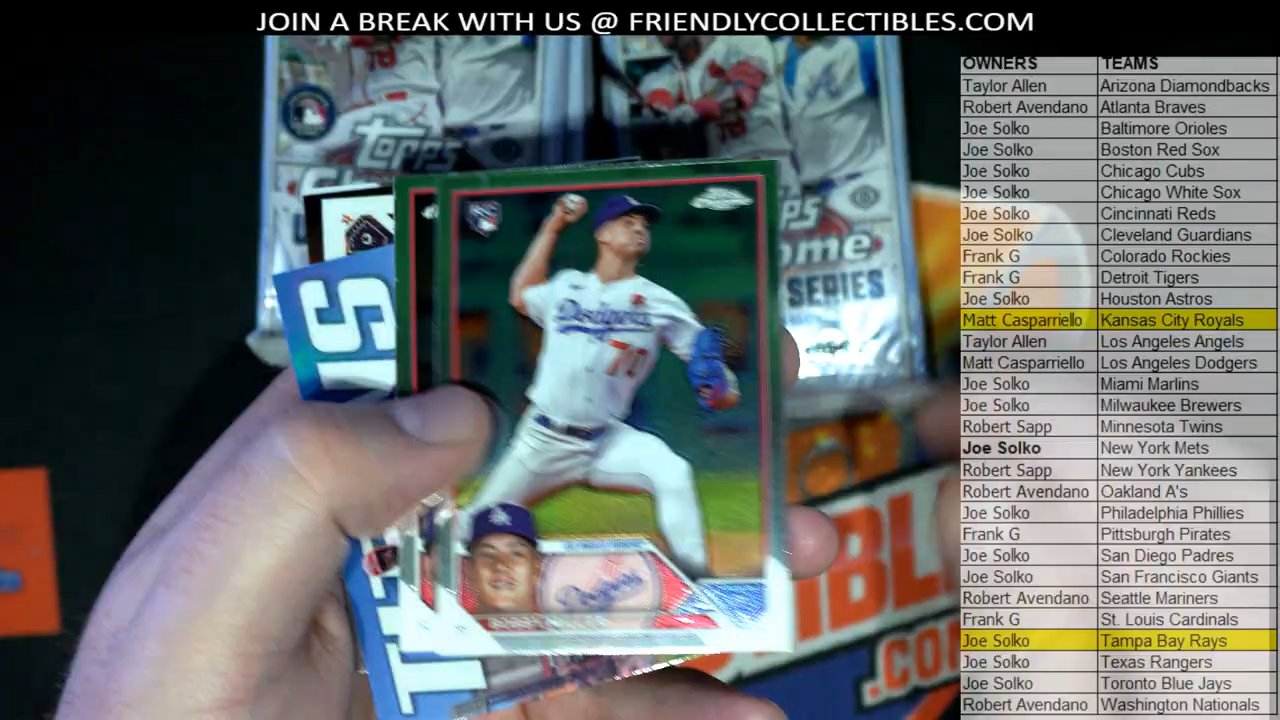 JOIN A BREAK WITH US @ FRIENDLYCOLLECTIBLES.COM
OWNERS TEAMS
Taylor Allen Arizona Diamondbacks
Robert Avendano Atlanta Braves
Joe Solko Baltimore Orioles
Joe Solko Boston Red Sox
Joe Solko Chicago Cubs
Joe Solko Chicago White Sox
Joe Solko Cincinnati Reds
Joe Solko Cleveland Guardians
Frank G Colorado Rockies
Frank G Detroit Tigers
Joe Solko Houston Astros
Matt Casparriello Kansas City Royals
Taylor Allen Los Angeles Angels
Matt Casparriello Los Angeles Dodgers
Joe Solko Miami Marlins
Joe Solko Milwaukee Brewers
Robert Sapp Minnesota Twins
Joe Solko New York Mets
Robert Sapp New York Yankees
Robert Avendano Oakland A's
Joe Solko Philadelphia Phillies
Frank G Pittsburgh Pirates
Joe Solko San Diego Padres
Joe Solko San Francisco Giants
Robert Avendano Seattle Mariners
Frank G St. Louis Cardinals
Joe Solko Tampa Bay Rays
Joe Solko Texas Rangers
Joe Solko Toronto Blue Jays
Robert Avendano Washington Nationals
Topps
SERIES
Dodgers
70
Dodgers
.CO